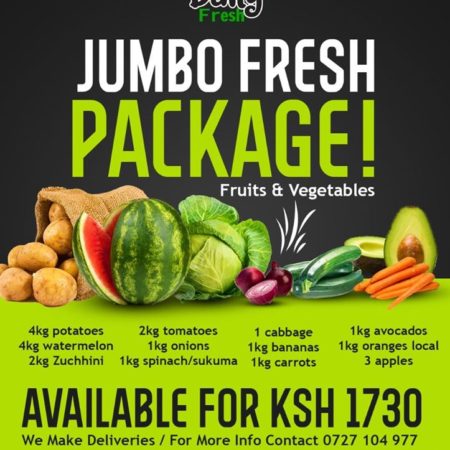 Fresh
JUMBO FRESH
PACKAGE!
Fruits & Vegetables
4kg potatoes
4kg watermelon
2kg Zuchhini
2kg tomatoes
1kg onions
1kg spinach/sukuma
1 cabbage
1kg bananas
1kg carrots
1kg avocados
1kg oranges local
3 apples
AVAILABLE FOR KSH 1730
We Make Deliveries / For More Info Contact 0727 104 977